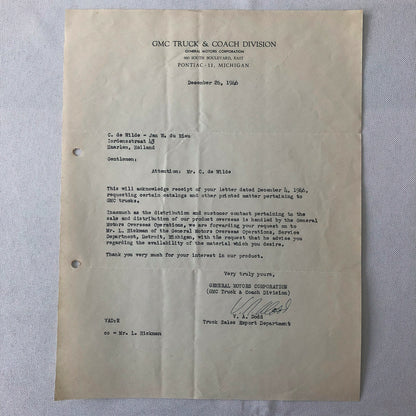 GMC TRUCK & COACH DIVISION
GENERAL MOTORS CORPORATION
660 SOUTH BOULEVARD, EAST
PONTIAC-11, MICHIGAN
December 26, 1946
C. de Wilde - Jan M. du Rieu
Iordensstraat 43
Haarlem, Holland
Gentlemen:
Attention: Mr. C. de Wilde
This will acknowledge receipt of your letter dated December 4, 1946,
requesting certain catalogs and other printed matter pertaining to
GMC trucks.
Inasmuch as the distribution and customer contact pertaining to the
sale and distribution of our product overseas is handled by the General
Motors Overseas Operations, we are forwarding your request on to
Mr. L. Hickman of the General Motors Overseas Operations, Service
Department, Detroit, Michigan, with the request that he advise you
regarding the availability of the material which you desire.
Thank you very much for your interest in our product.
Very truly yours,
GENERAL MOTORS CORPORATION
(GMC Truck & Coach Division)
V. A. Dodd
Truck Sales Export Department
VAD:W
cc - Mr. L. Hickman